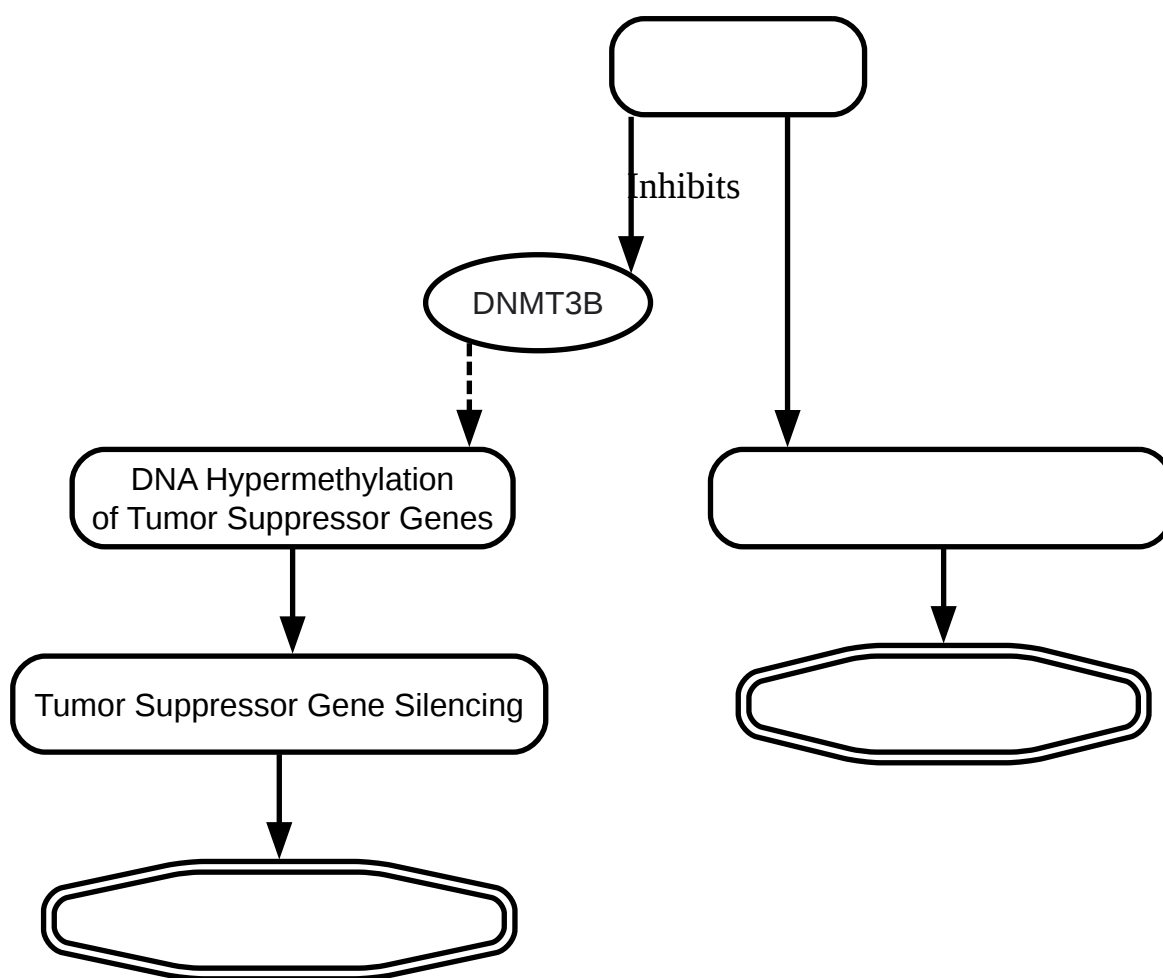 Inhibits
DNMT3B
DNA Hypermethylation
of Tumor Suppressor Genes
Tumor Suppressor Gene Silencing